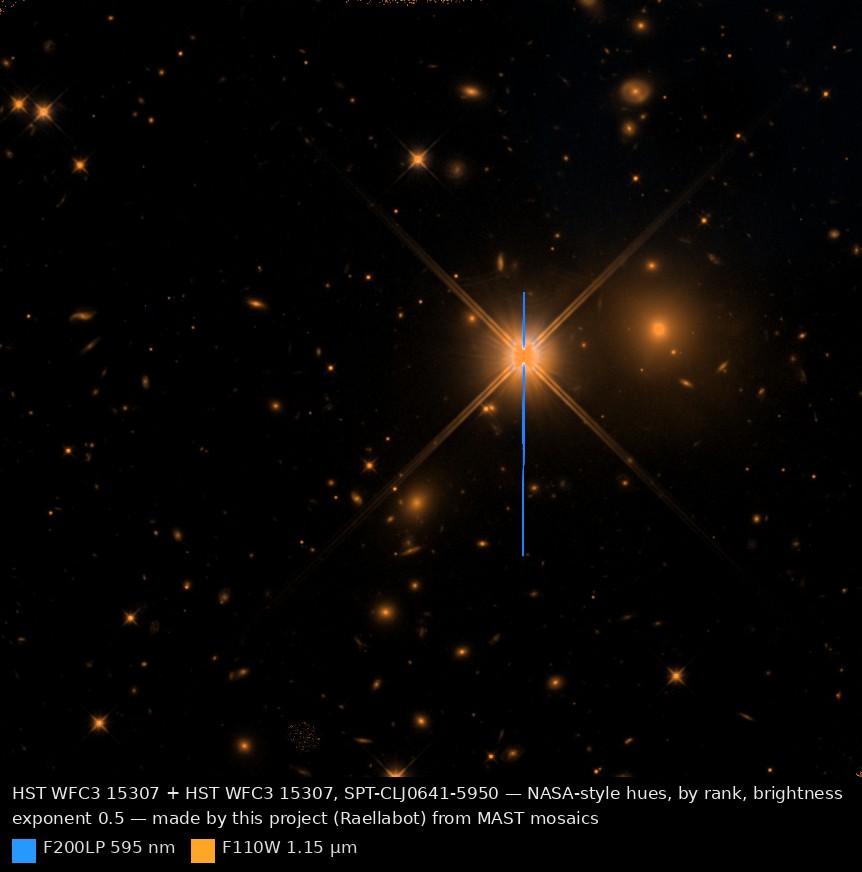 HST WFC3 15307 + HST WFC3 15307, SPT-CLJ0641-5950 — NASA-style hues, by rank, brightness
exponent 0.5 — made by this project (Raellabot) from MAST mosaics
F200LP 595 nm F110W 1.15 µm